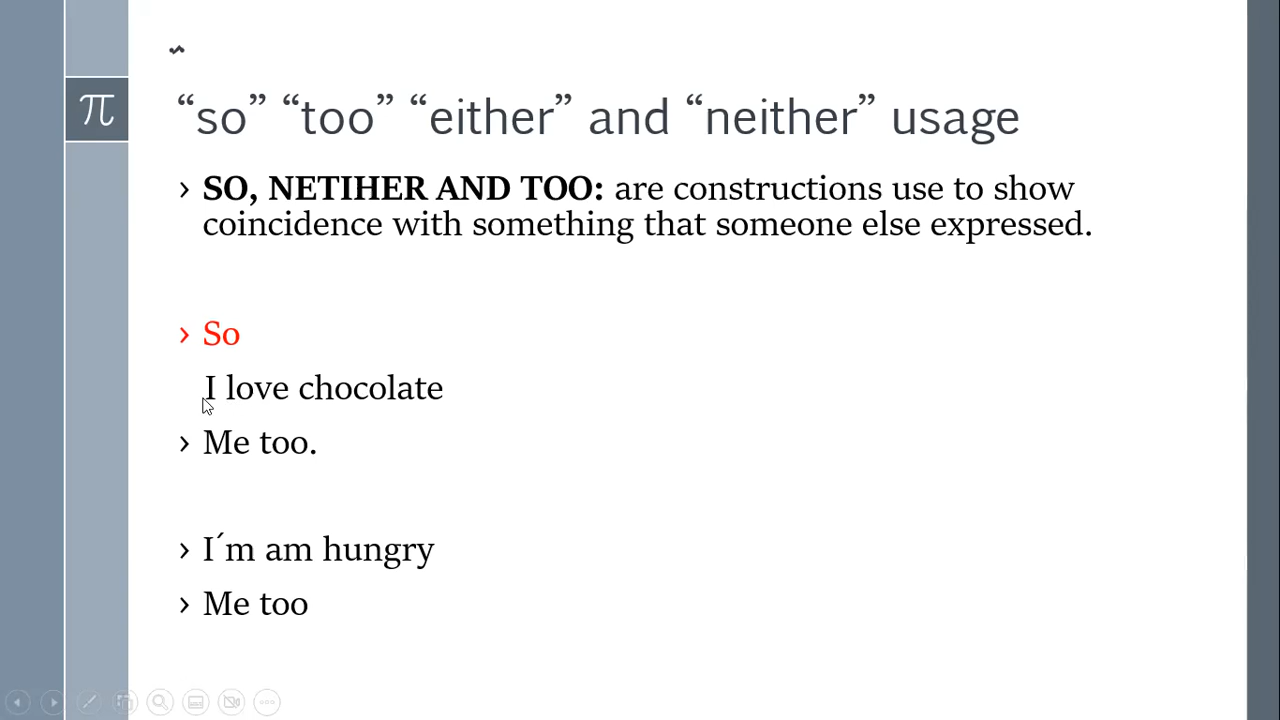 π
“so” “too” “either” and “neither” usage
› SO, NETIHER AND TOO: are constructions use to show
coincidence with something that someone else expressed.
› So
I love chocolate
› Me too.
› I´m am hungry
› Me too